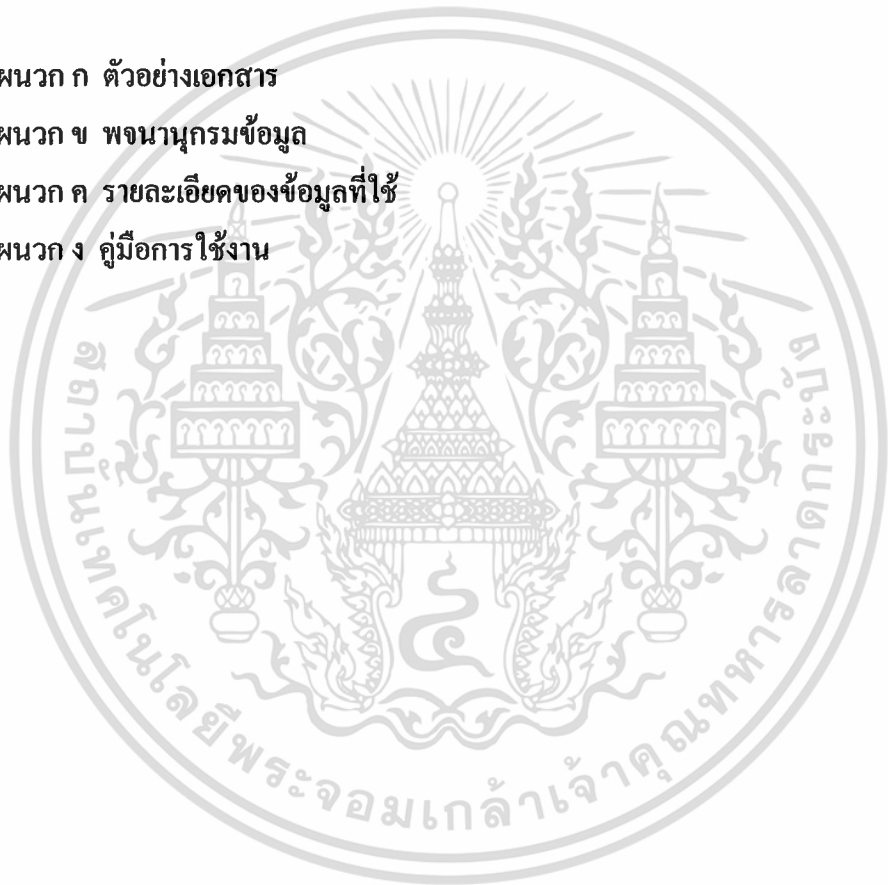 ผนวก ก ตัวอย่างเอกสาร
ผนวก ข พจนานุกรมข้อมูล
ผนวก ค รายละเอียดของข้อมูลที่ใช้
ผนวก ง คู่มือการใช้งาน
สถาบันเทคโนโลยีพระจอมเกล้าเจ้าคุณทหารลาดกระบัง
๔